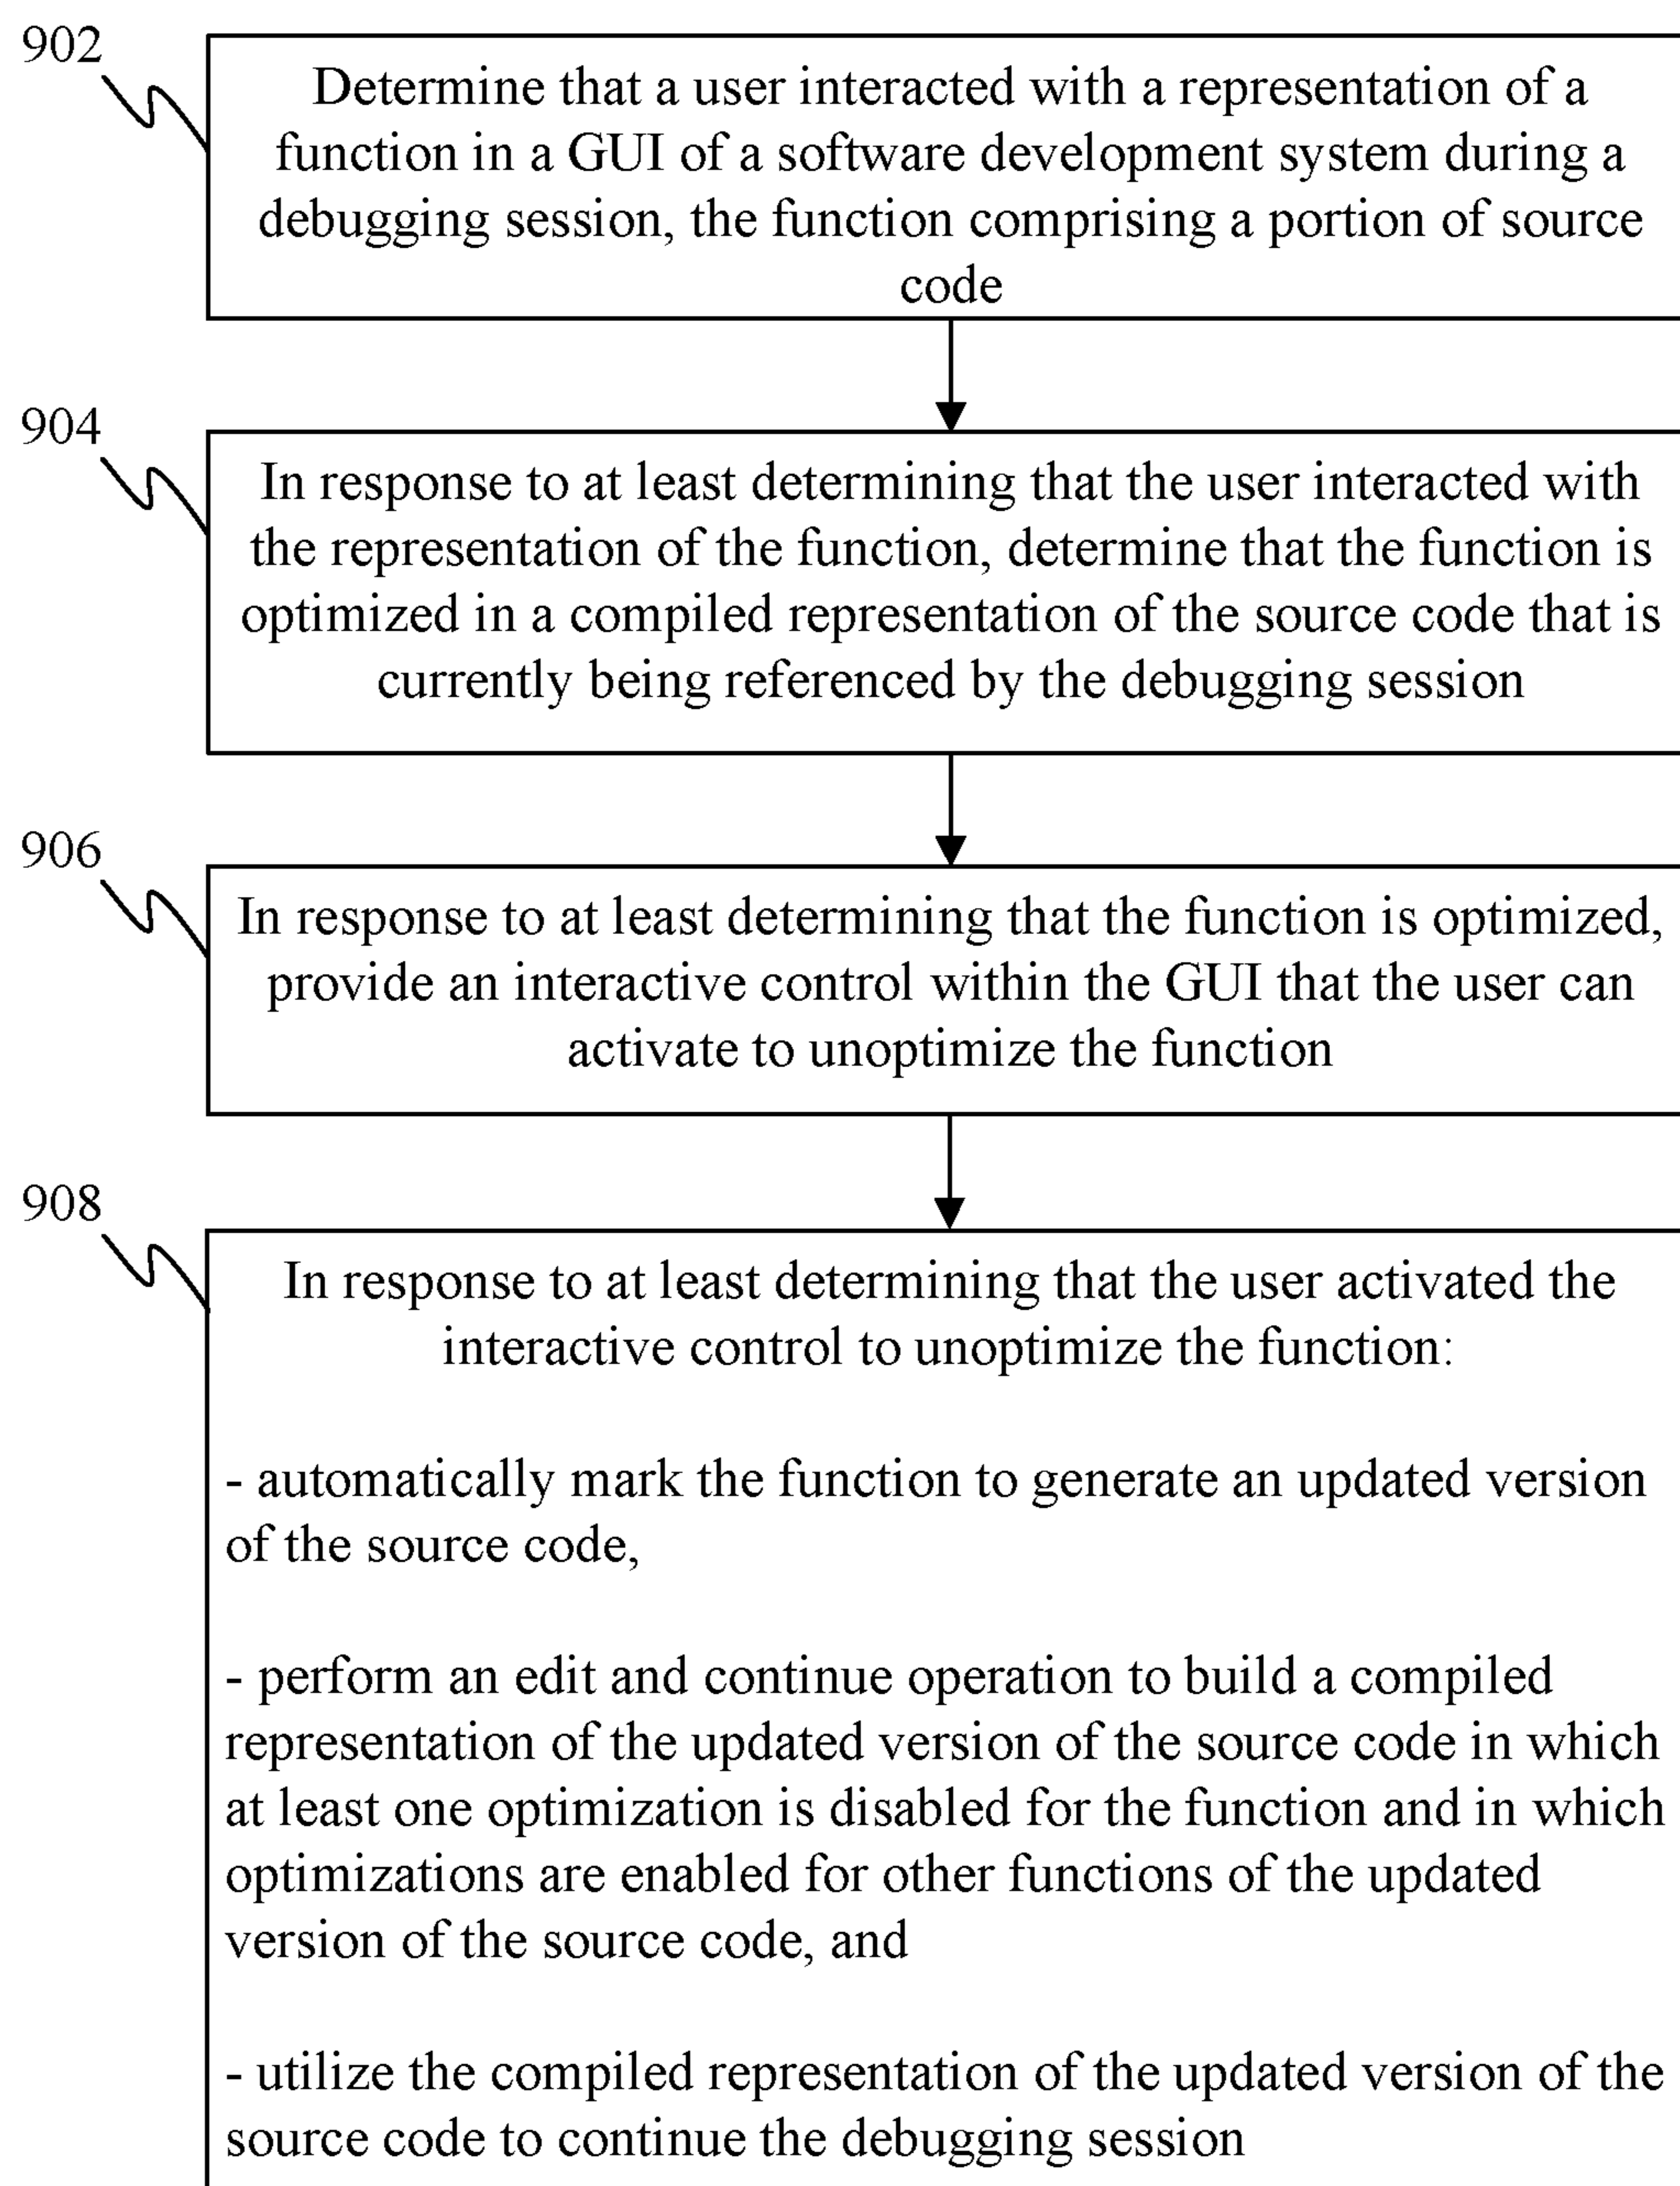 902
Determine that a user interacted with a representation of a
function in a GUI of a software development system during a
debugging session, the function comprising a portion of source
code
904
In response to at least determining that the user interacted with
the representation of the function, determine that the function is
optimized in a compiled representation of the source code that is
currently being referenced by the debugging session
906
In response to at least determining that the function is optimized,
provide an interactive control within the GUI that the user can
activate to unoptimize the function
908
In response to at least determining that the user activated the
interactive control to unoptimize the function:
- automatically mark the function to generate an updated version
of the source code,
- perform an edit and continue operation to build a compiled
representation of the updated version of the source code in which
at least one optimization is disabled for the function and in which
optimizations are enabled for other functions of the updated
version of the source code, and
- utilize the compiled representation of the updated version of the
source code to continue the debugging session